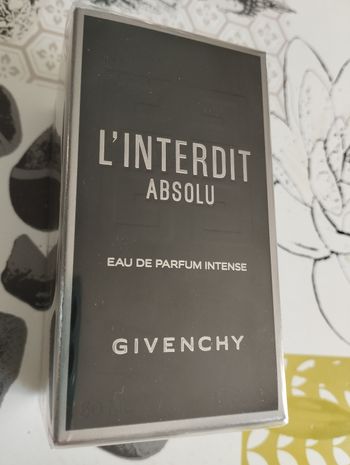 L'INTERDIT
ABSOLU
EAU DE PARFUM INTENSE
GIVENCHY